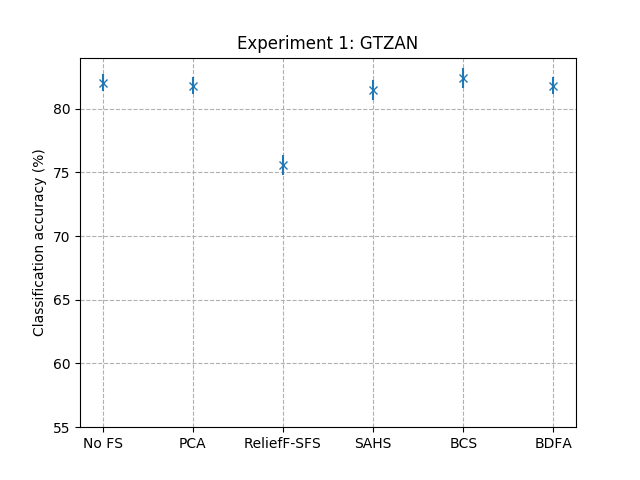 Experiment 1: GTZAN
Classification accuracy (%)
80
75
70
65
60
55
No FS PCA ReliefF-SFS SAHS BCS BDFA